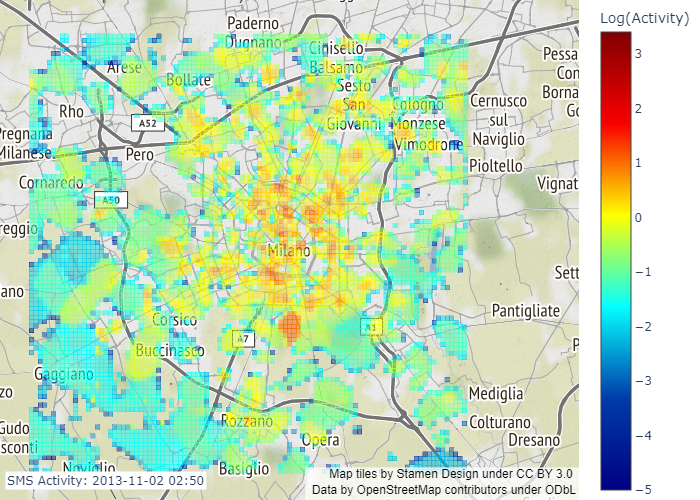 Log(Activity)
Paderno
Dugnano
Cinisello
Balsamo
Arese
Bollate
Sesto
San
Giovanni
Cologno
Monzese
Vimodrone
Cernusco
sul
Naviglio
Pessa
Con
Borna
Go
Rho
A52
Pregnana
Milanese
Pero
Pioltello
Cornaredo
A50
Vignat
reggio
Milano
Sett
ano
Pantigliate
Corsico
A7
A1
P
Buccinasco
Gaggiano
zo
Mediglia
Rozzano
Colturano
Gudo
sconti
Opera
Dresano
Noviglio
Basiglio
SMS Activity: 2013-11-02 02:50
Map tiles by Stamen Design under CC BY 3.0
Data by OpenStreetMap contributors under ODbL
3
2
1
0
−1
−2
−3
−4
−5